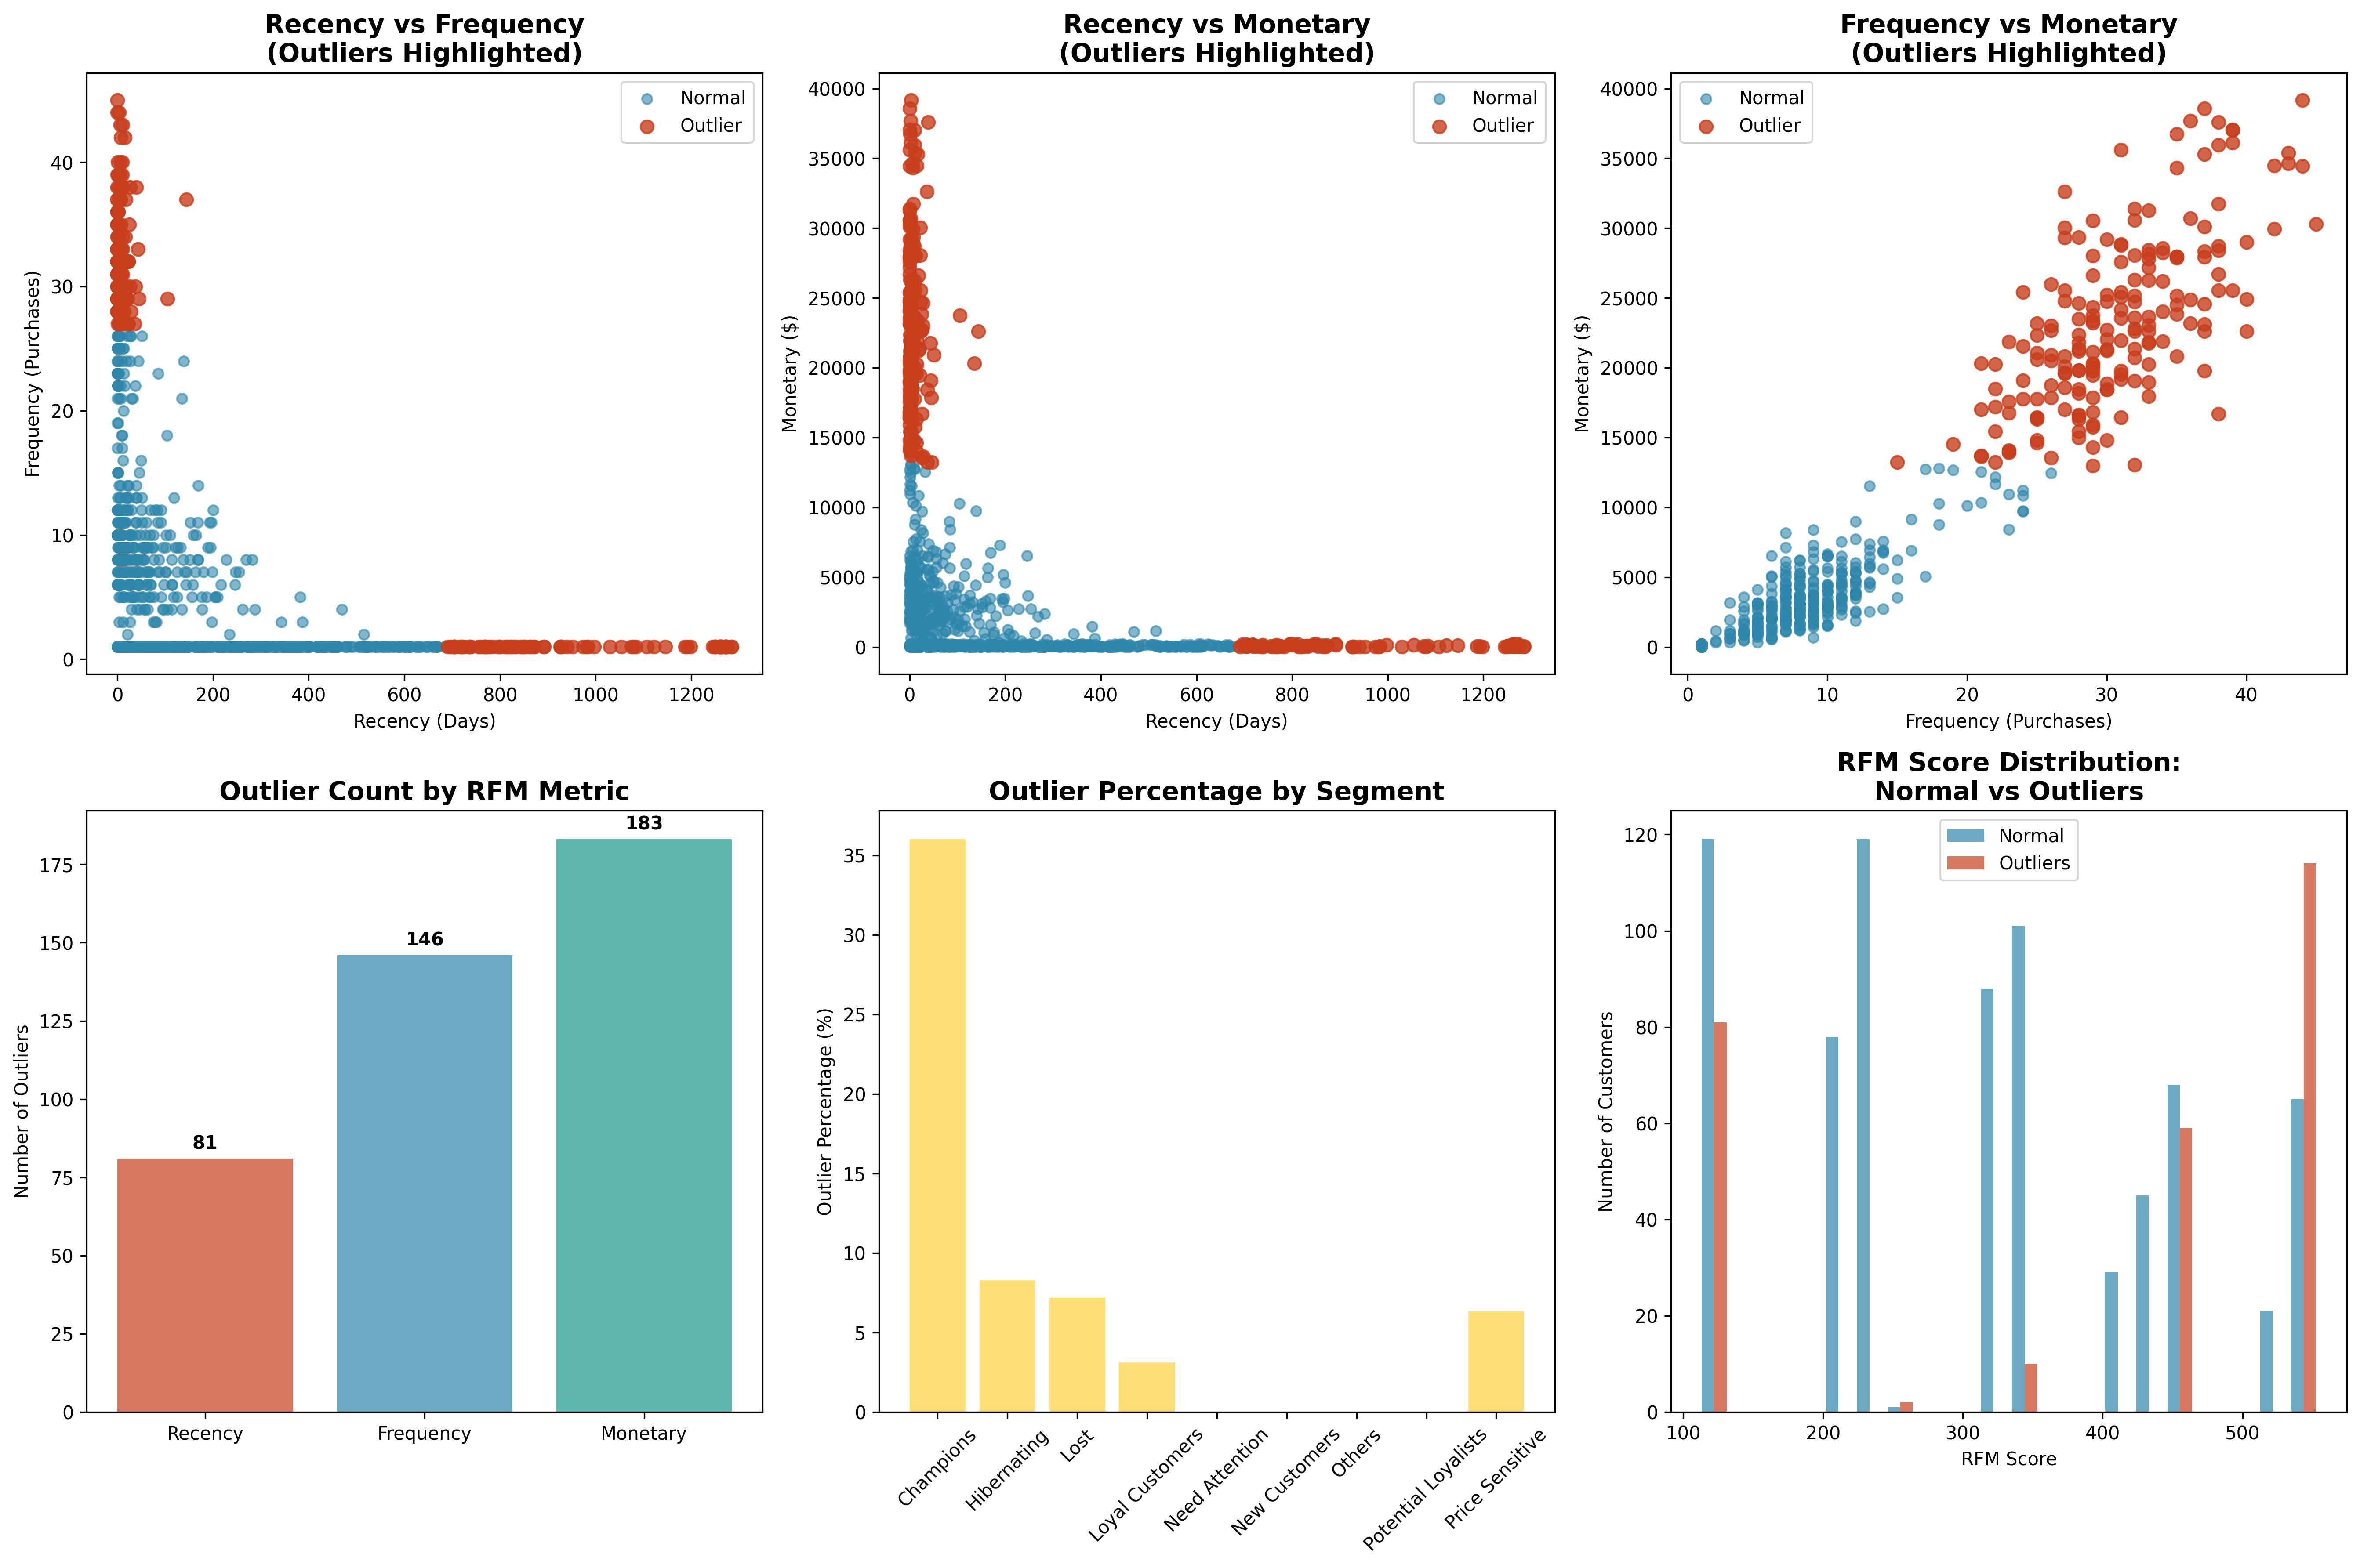 Recency vs Frequency
(Outliers Highlighted)
Normal
Outlier
40
30
20
10
0
Frequency (Purchases)
0 200 400 600 800 1000 1200
Recency (Days)
Recency vs Monetary
(Outliers Highlighted)
Normal
Outlier
40000
35000
30000
25000
20000
15000
10000
5000
0
Monetary ($)
0 200 400 600 800 1000 1200
Recency (Days)
Frequency vs Monetary
(Outliers Highlighted)
Normal
Outlier
40000
35000
30000
25000
20000
15000
10000
5000
0
Monetary ($)
0 10 20 30 40
Frequency (Purchases)
Outlier Count by RFM Metric
175
150
125
100
75
50
25
0
Number of Outliers
81
146
183
Recency Frequency Monetary
Outlier Percentage by Segment
35
30
25
20
15
10
5
0
Outlier Percentage (%)
Champions
Hibernating
Lost
Loyal Customers
Need Attention
New Customers
Others
Potential Loyalists
Price Sensitive
RFM Score Distribution:
Normal vs Outliers
Normal
Outliers
120
100
80
60
40
20
0
Number of Customers
100 200 300 400 500
RFM Score